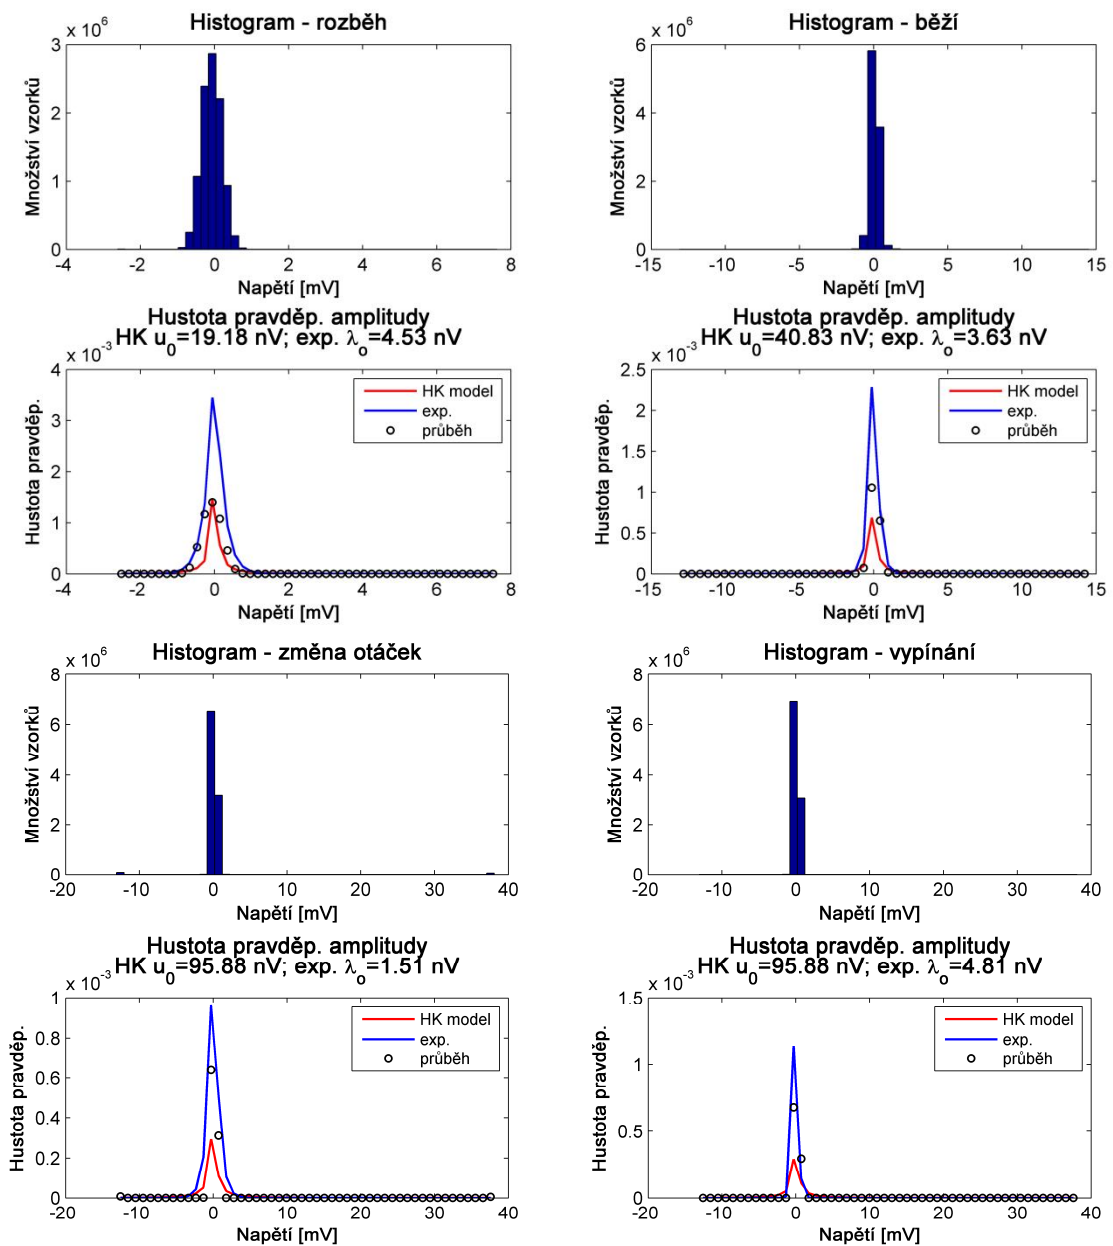 Histogram - rozběh
x 10^6
Množství vzorků
3
2
1
0
-4 -2 0 2 4 6 8
Napětí [mV]
Histogram - běží
x 10^6
Množství vzorků
6
4
2
0
-15 -10 -5 0 5 10 15
Napětí [mV]
Hustota pravděp. amplitudy
HK u_0=19.18 nV; exp. λ_o=4.53 nV
x 10^-3
Hustota pravděp.
4
3
2
1
0
HK model
exp.
průběh
-4 -2 0 2 4 6 8
Napětí [mV]
Hustota pravděp. amplitudy
HK u_0=40.83 nV; exp. λ_o=3.63 nV
x 10^-3
Hustota pravděp.
2.5
2
1.5
1
0.5
0
HK model
exp.
průběh
-15 -10 -5 0 5 10 15
Napětí [mV]
Histogram - změna otáček
x 10^6
Množství vzorků
8
6
4
2
0
-20 -10 0 10 20 30 40
Napětí [mV]
Histogram - vypínání
x 10^6
Množství vzorků
8
6
4
2
0
-20 -10 0 10 20 30 40
Napětí [mV]
Hustota pravděp. amplitudy
HK u_0=95.88 nV; exp. λ_o=1.51 nV
x 10^-3
Hustota pravděp.
1
0.8
0.6
0.4
0.2
0
HK model
exp.
průběh
-20 -10 0 10 20 30 40
Napětí [mV]
Hustota pravděp. amplitudy
HK u_0=95.88 nV; exp. λ_o=4.81 nV
x 10^-3
Hustota pravděp.
1.5
1
0.5
0
HK model
exp.
průběh
-20 -10 0 10 20 30 40
Napětí [mV]